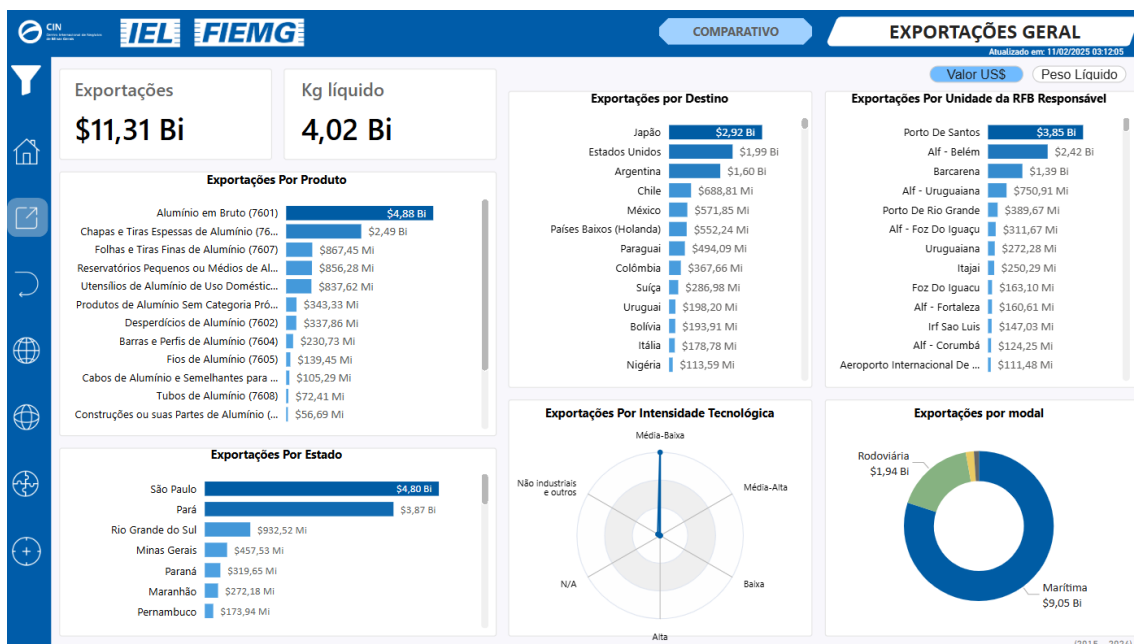 CIN
IEL
FIEMG
COMPARATIVO
EXPORTAÇÕES GERAL
Atualizado em: 11/02/2025 03:12:05
Valor US$
Peso Líquido
Exportações
$11,31 Bi
Kg líquido
4,02 Bi
Exportações Por Produto
Alumínio em Bruto (7601) $4,88 Bi
Chapas e Tiras Espessas de Alumínio (76... $2,49 Bi
Folhas e Tiras Finas de Alumínio (7607) $867,45 Mi
Reservatórios Pequenos ou Médios de Al... $856,28 Mi
Utensílios de Alumínio de Uso Doméstic... $837,62 Mi
Produtos de Alumínio Sem Categoria Pró... $343,33 Mi
Desperdícios de Alumínio (7602) $337,86 Mi
Barras e Perfis de Alumínio (7604) $230,73 Mi
Fios de Alumínio (7605) $139,45 Mi
Cabos de Alumínio e Semelhantes para ... $105,29 Mi
Tubos de Alumínio (7608) $72,41 Mi
Construções ou suas Partes de Alumínio (... $56,69 Mi
Exportações Por Estado
São Paulo $4,80 Bi
Pará $3,87 Bi
Rio Grande do Sul $932,52 Mi
Minas Gerais $457,53 Mi
Paraná $319,65 Mi
Maranhão $272,18 Mi
Pernambuco $173,94 Mi
Exportações por Destino
Japão $2,92 Bi
Estados Unidos $1,99 Bi
Argentina $1,60 Bi
Chile $688,81 Mi
México $571,85 Mi
Países Baixos (Holanda) $552,24 Mi
Paraguai $494,09 Mi
Colômbia $367,66 Mi
Suíça $286,98 Mi
Uruguai $198,20 Mi
Bolívia $193,91 Mi
Itália $178,78 Mi
Nigéria $113,59 Mi
Exportações Por Unidade da RFB Responsável
Porto De Santos $3,85 Bi
Alf - Belém $2,42 Bi
Barcarena $1,39 Bi
Alf - Uruguaiana $750,91 Mi
Porto De Rio Grande $389,67 Mi
Alf - Foz Do Iguaçu $311,67 Mi
Uruguaiana $272,28 Mi
Itajai $250,29 Mi
Foz Do Iguacu $163,10 Mi
Alf - Fortaleza $160,61 Mi
Irf Sao Luis $147,03 Mi
Alf - Corumbá $124,25 Mi
Aeroporto Internacional De ... $111,48 Mi
Exportações Por Intensidade Tecnológica
Média-Baixa
Não industriais
e outros
Média-Alta
N/A
Baixa
Alta
Exportações por modal
Rodoviária
$1,94 Bi
Marítima
$9,05 Bi